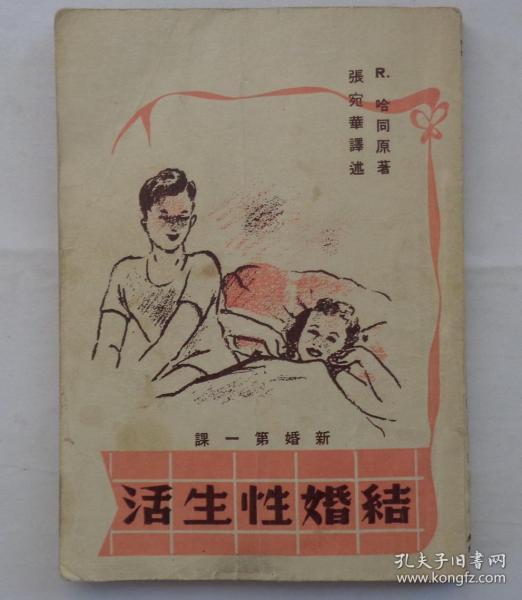 R. 哈同原著
張宛華譯述
新婚第一課
結婚性生活
孔夫子旧书网
www.kongfz.com